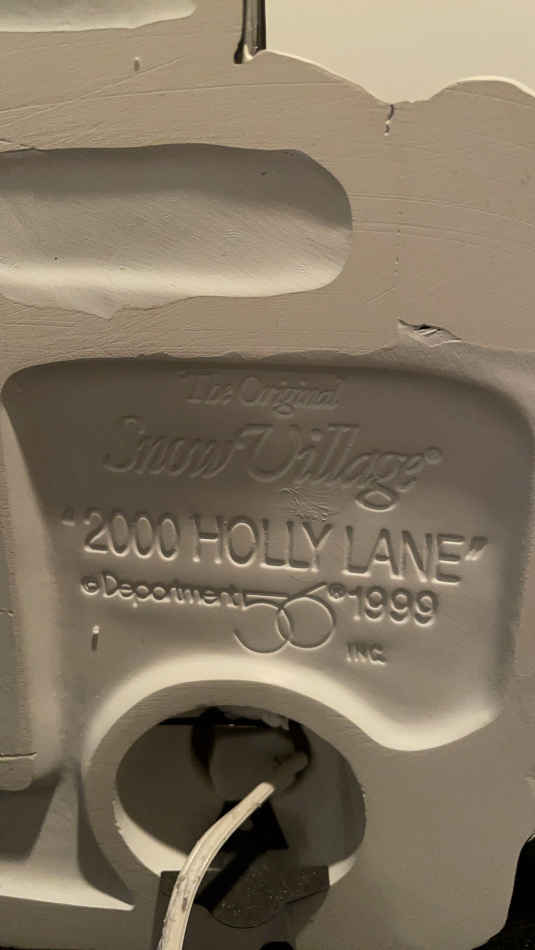 The Original
Snow Village®
"2000 HOLLY LANE"
©Department 56®1999
INC.